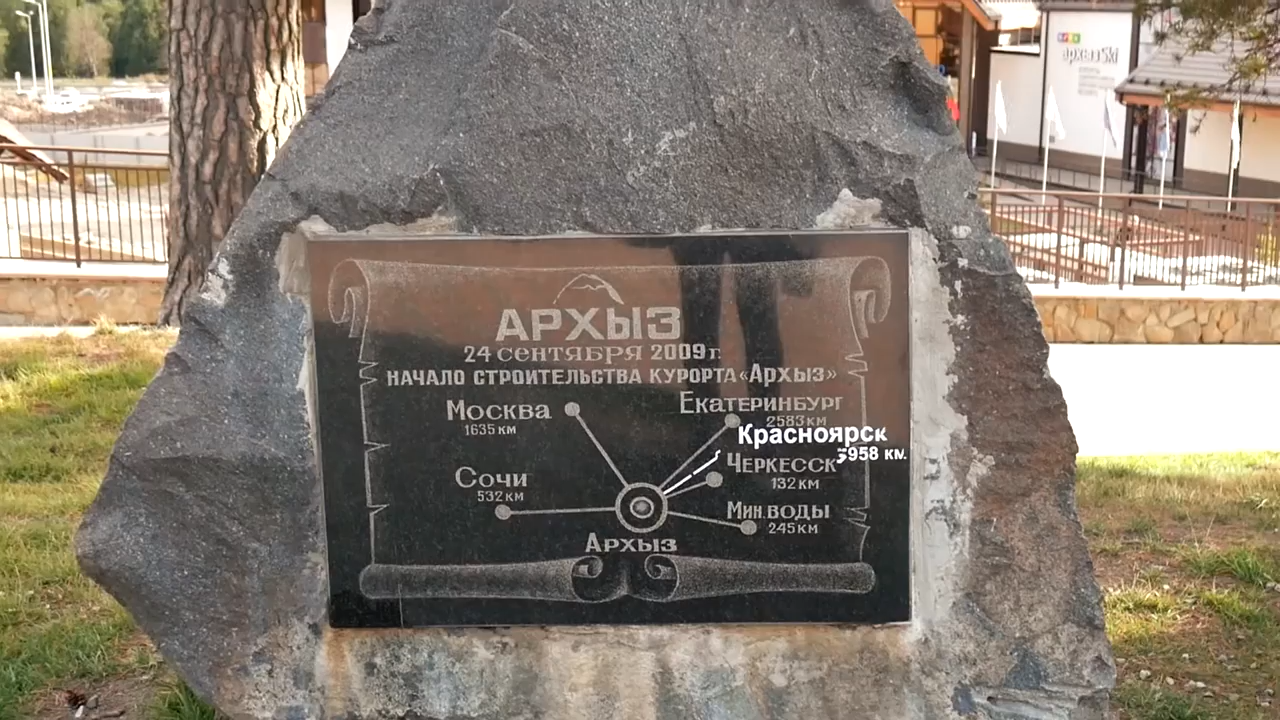 архызSki
АРХЫЗ
24 СЕНТЯБРЯ 2009 г.
НАЧАЛО СТРОИТЕЛЬСТВА КУРОРТА «АРХЫЗ»
МОСКВА
1635 КМ
ЕКАТЕРИНБУРГ
2583 КМ
Красноярск
5958 км.
СОЧИ
532 КМ
ЧЕРКЕССК
132 КМ
МИН.ВОДЫ
245 КМ
АРХЫЗ